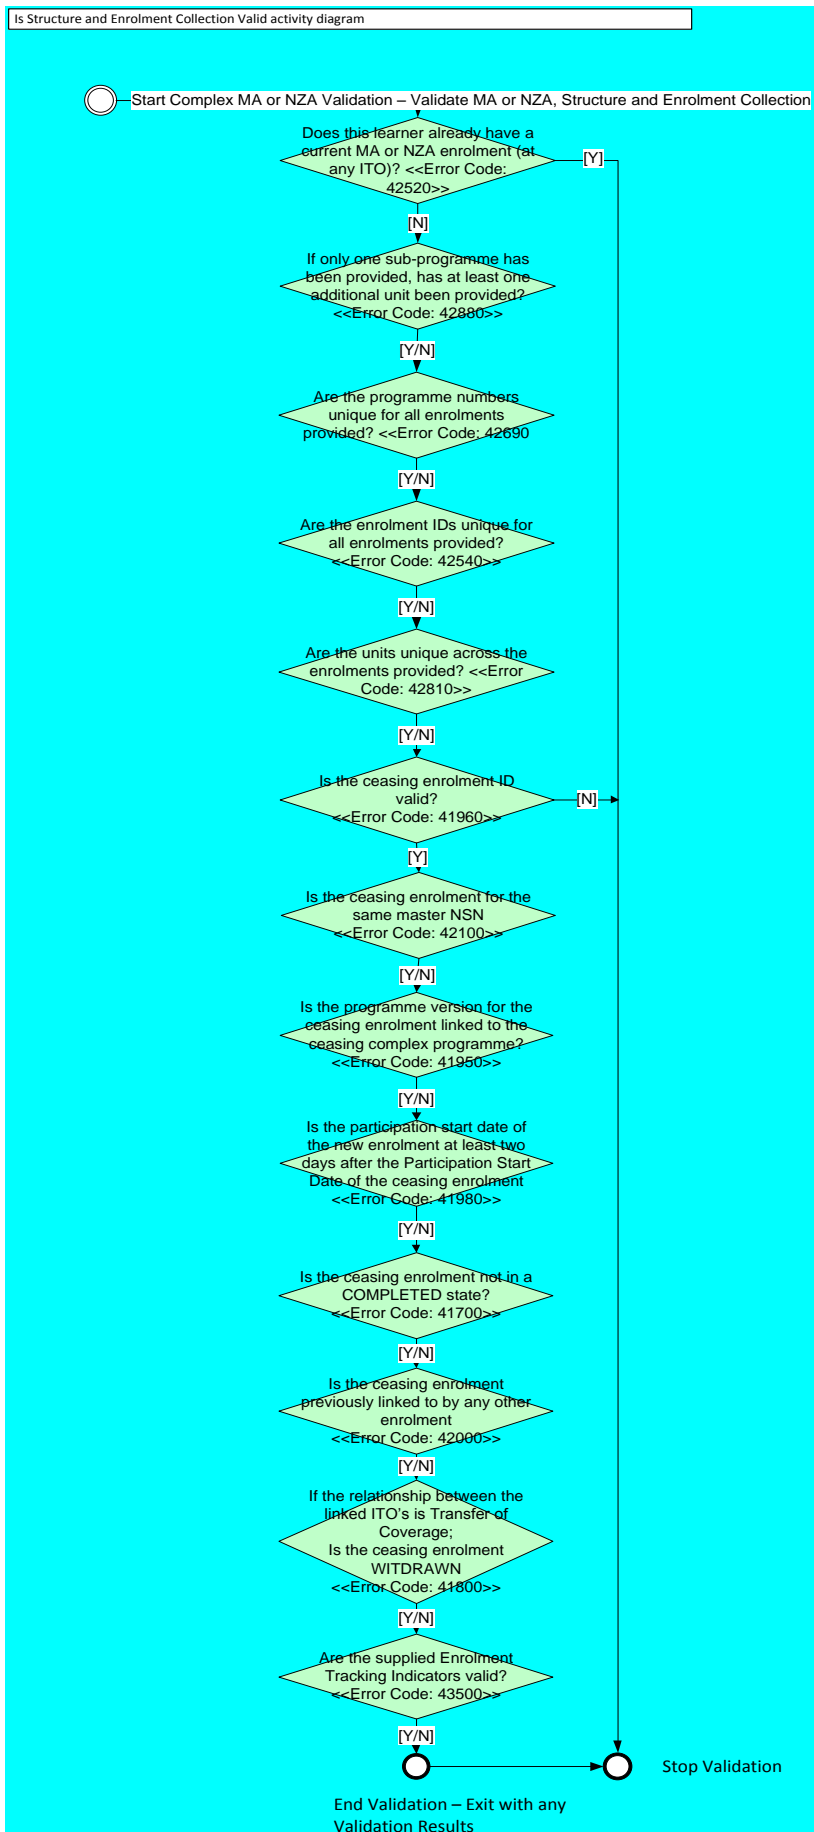 Is Structure and Enrolment Collection Valid activity diagram
Start Complex MA or NZA Validation – Validate MA or NZA, Structure and Enrolment Collection
Does this learner already have a
current MA or NZA enrolment (at
any ITO)? <<Error Code:
42520>>
[Y]
[N]
If only one sub-programme has
been provided, has at least one
additional unit been provided?
<<Error Code: 42880>>
[Y/N]
Are the programme numbers
unique for all enrolments
provided? <<Error Code: 42690
[Y/N]
Are the enrolment IDs unique for
all enrolments provided?
<<Error Code: 42540>>
[Y/N]
Are the units unique across the
enrolments provided? <<Error
Code: 42810>>
[Y/N]
Is the ceasing enrolment ID
valid?
<<Error Code: 41960>>
[N]
[Y]
Is the ceasing enrolment for the
same master NSN
<<Error Code: 42100>>
[Y/N]
Is the programme version for the
ceasing enrolment linked to the
ceasing complex programme?
<<Error Code: 41950>>
[Y/N]
Is the participation start date of
the new enrolment at least two
days after the Participation Start
Date of the ceasing enrolment
<<Error Code: 41980>>
[Y/N]
Is the ceasing enrolment not in a
COMPLETED state?
<<Error Code: 41700>>
[Y/N]
Is the ceasing enrolment
previously linked to by any other
enrolment
<<Error Code: 42000>>
[Y/N]
If the relationship between the
linked ITO's is Transfer of
Coverage;
Is the ceasing enrolment
WITDRAWN
<<Error Code: 41800>>
[Y/N]
Are the supplied Enrolment
Tracking Indicators valid?
<<Error Code: 43500>>
[Y/N]
Stop Validation
End Validation – Exit with any
Validation Results